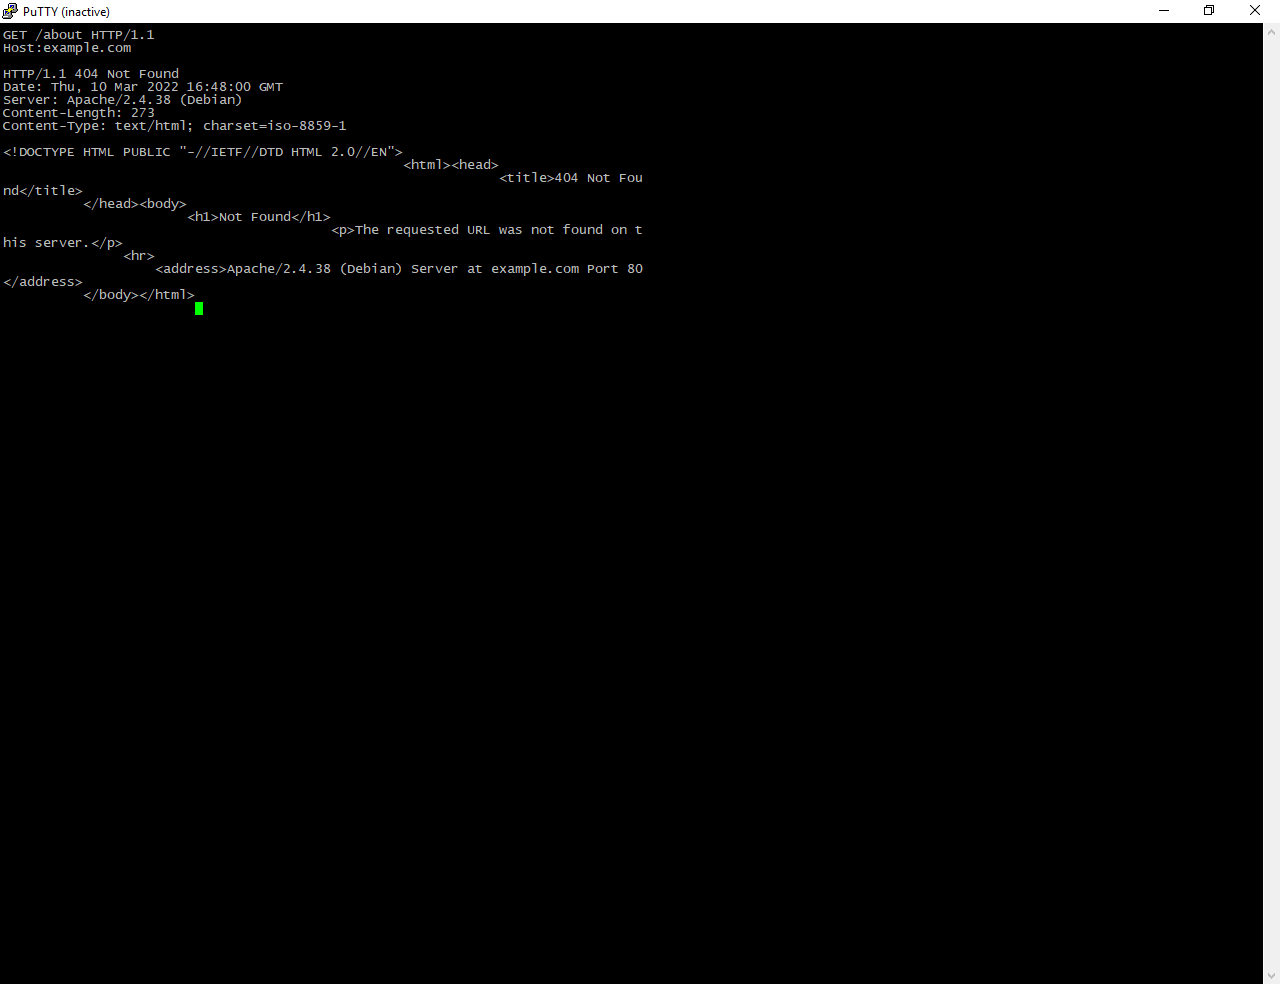 PuTTY (inactive)
GET /about HTTP/1.1
Host:example.com
HTTP/1.1 404 Not Found
Date: Thu, 10 Mar 2022 16:48:00 GMT
Server: Apache/2.4.38 (Debian)
Content-Length: 273
Content-Type: text/html; charset=iso-8859-1
<!DOCTYPE HTML PUBLIC "-//IETF//DTD HTML 2.0//EN">
<html><head>
<title>404 Not Fou
nd</title>
</head><body>
<h1>Not Found</h1>
<p>The requested URL was not found on t
his server.</p>
<hr>
<address>Apache/2.4.38 (Debian) Server at example.com Port 80
</address>
</body></html>